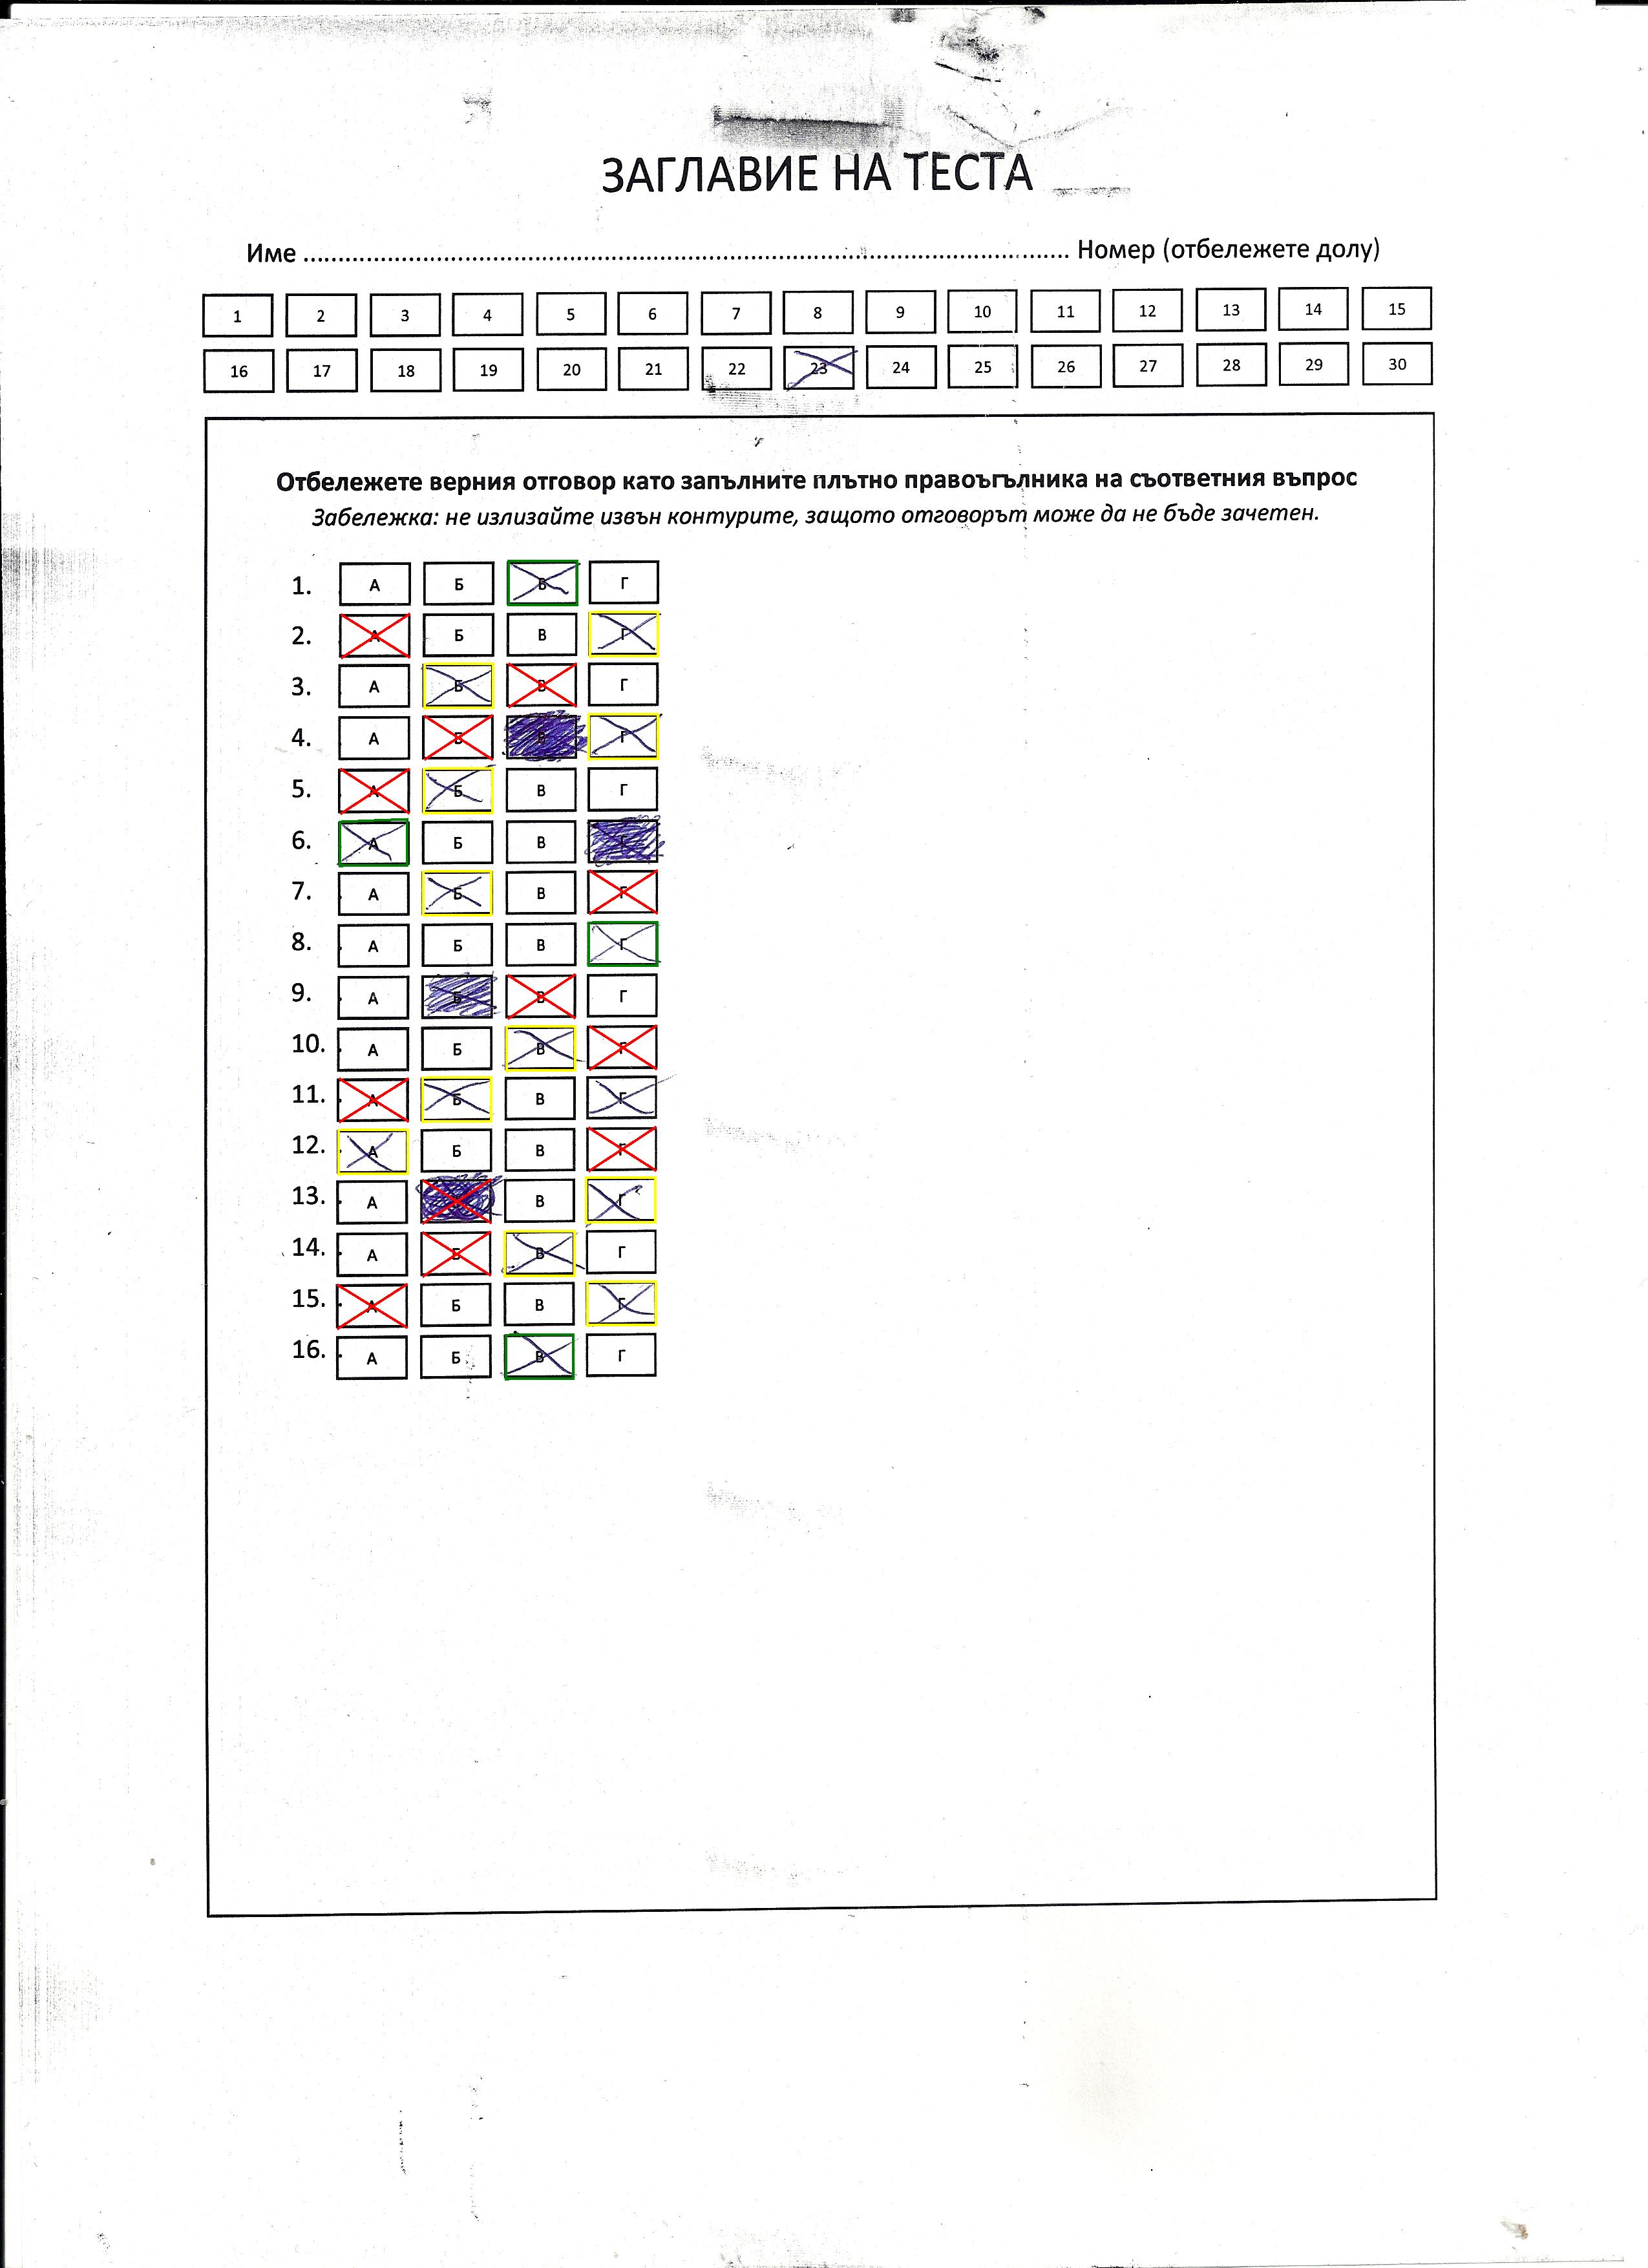 ЗАГЛАВИЕ НА ТЕСТА
Име ........................................................................................................ Номер (отбележете долу)
1 2 3 4 5 6 7 8 9 10 11 12 13 14 15
16 17 18 19 20 21 22 23 24 25 26 27 28 29 30
Отбележете верния отговор като запълните плътно правоъгълника на съответния въпрос
Забележка: не излизайте извън контурите, защото отговорът може да не бъде зачетен.
1. А Б В Г
2. А Б В Г
3. А Б В Г
4. А Б В Г
5. А Б В Г
6. А Б В Г
7. А Б В Г
8. А Б В Г
9. А Б В Г
10. А Б В Г
11. А Б В Г
12. А Б В Г
13. А Б В Г
14. А Б В Г
15. А Б В Г
16. А Б В Г